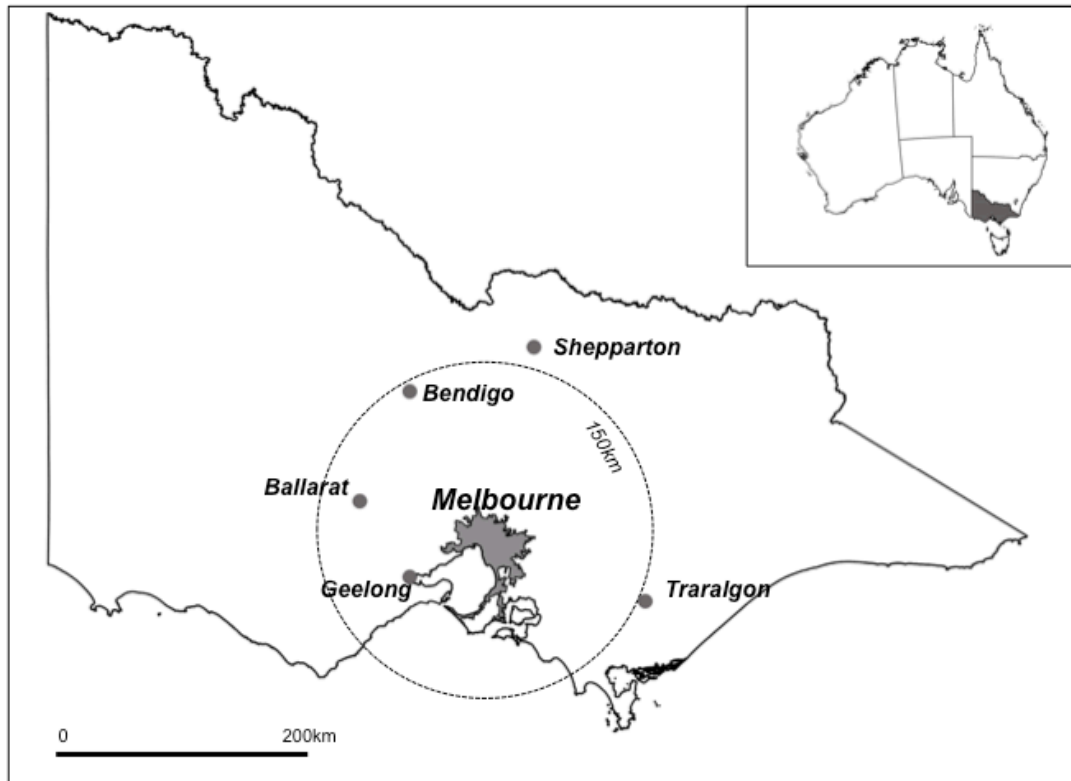 Shepparton
Bendigo
150km
Ballarat
Melbourne
Geelong
Traralgon
0 200km